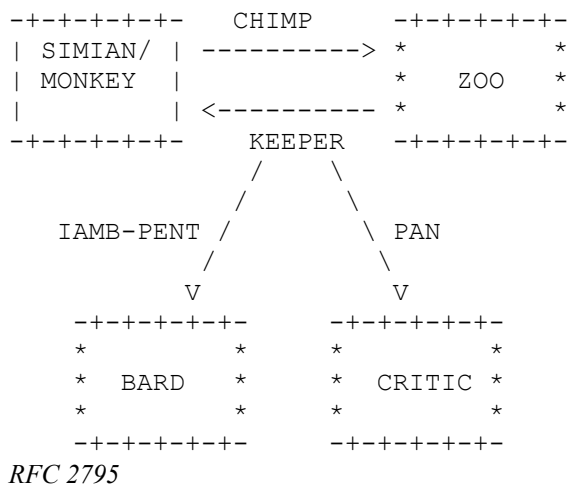 -+-+-+-+-+- CHIMP -+-+-+-+-+-
| SIMIAN/ | ----------> * *
| MONKEY | * ZOO *
| | <---------- * *
-+-+-+-+-+- KEEPER -+-+-+-+-+-
/ \
/ \
IAMB-PENT / \ PAN
/ \
V V
-+-+-+-+-+- -+-+-+-+-+-
* * * *
* BARD * * CRITIC *
* * * *
-+-+-+-+-+- -+-+-+-+-+-
RFC 2795